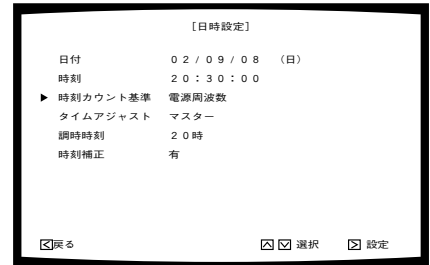 [日時設定]
日付 02/09/08 (日)
時刻 20:30:00
▶ 時刻カウント基準 電源周波数
タイムアジャスト マスター
調時時刻 20時
時刻補正 有
戻る 選択 設定